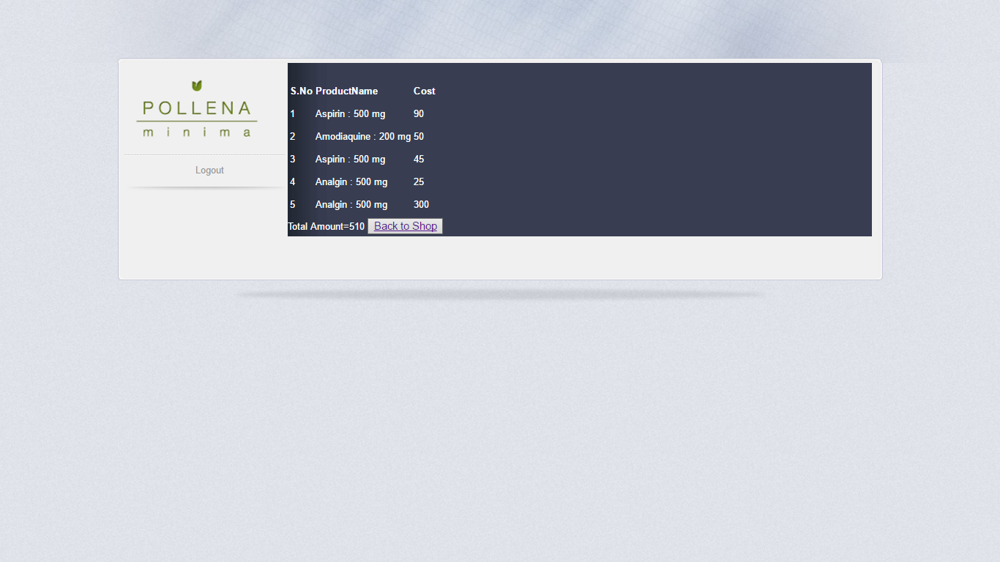 POLLENA
minima
Logout
S.No ProductName Cost
1 Aspirin : 500 mg 90
2 Amodiaquine : 200 mg 50
3 Aspirin : 500 mg 45
4 Analgin : 500 mg 25
5 Analgin : 500 mg 300
Total Amount=510 Back to Shop